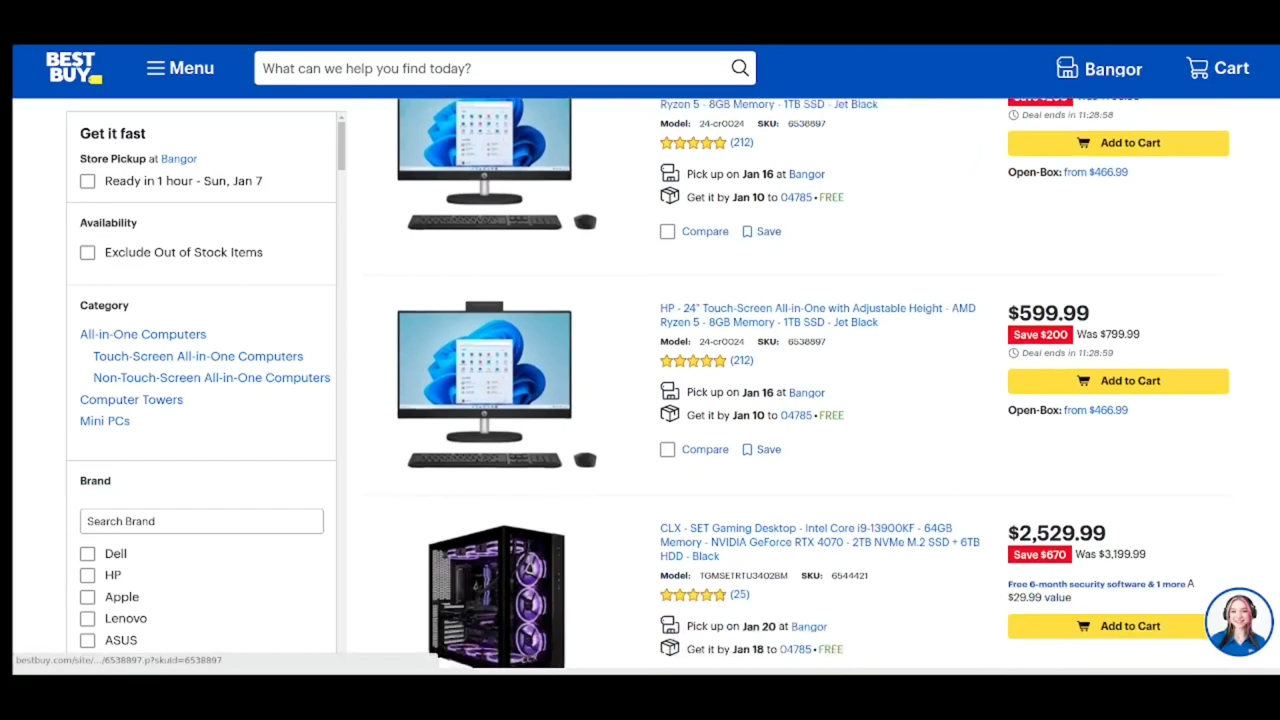 BEST
BUY
Menu
What can we help you find today?
Bangor
Cart
Get it fast
Store Pickup at Bangor
Ready in 1 hour - Sun, Jan 7
Availability
Exclude Out of Stock Items
Category
All-in-One Computers
Touch-Screen All-in-One Computers
Non-Touch-Screen All-in-One Computers
Computer Towers
Mini PCs
Brand
Search Brand
Dell
HP
Apple
Lenovo
ASUS
bestbuy.com/site/.../6538897.p?skuId=6538897
Ryzen 5 - 8GB Memory - 1TB SSD - Jet Black
Model: 24-cr0024 SKU: 6538897
(212)
Pick up on Jan 16 at Bangor
Get it by Jan 10 to 04785 • FREE
Compare Save
Deal ends in 11:28:58
Add to Cart
Open-Box: from $466.99
HP - 24" Touch-Screen All-in-One with Adjustable Height - AMD
Ryzen 5 - 8GB Memory - 1TB SSD - Jet Black
Model: 24-cr0024 SKU: 6538897
(212)
Pick up on Jan 16 at Bangor
Get it by Jan 10 to 04785 • FREE
Compare Save
$599.99
Save $200 Was $799.99
Deal ends in 11:28:59
Add to Cart
Open-Box: from $466.99
CLX - SET Gaming Desktop - Intel Core i9-13900KF - 64GB
Memory - NVIDIA GeForce RTX 4070 - 2TB NVMe M.2 SSD + 6TB
HDD - Black
Model: TGMSETRTU3402BM SKU: 6544421
(25)
Pick up on Jan 20 at Bangor
Get it by Jan 18 to 04785 • FREE
$2,529.99
Save $670 Was $3,199.99
Free 6-month security software & 1 more A
$29.99 value
Add to Cart